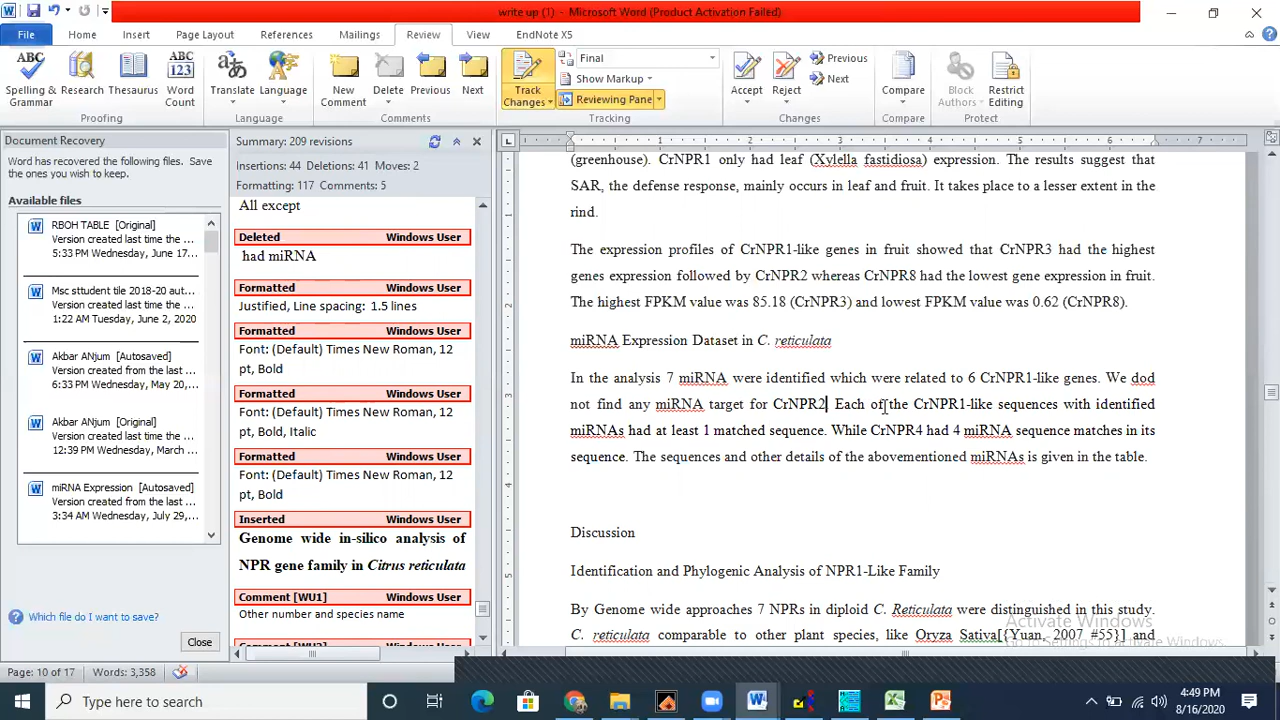 write up (1) - Microsoft Word (Product Activation Failed)
File Home Insert Page Layout References Mailings Review View EndNote X5
ABC ABC 123
Spelling & Grammar Research Thesaurus Word Count Translate Language New Comment Delete Previous Next Track Changes Final Show Markup Reviewing Pane Accept Reject Previous Next Compare Block Authors Restrict Editing
Proofing Language Comments Tracking Changes Compare Protect
Document Recovery
Word has recovered the following files. Save
the ones you wish to keep.
Available files
RBOH TABLE [Original]
Version created last time the ...
5:33 PM Wednesday, June 17...
Msc sttudent tile 2018-20 aut...
Version created last time the ...
1:22 AM Tuesday, June 2, 2020
Akbar ANjum [Autosaved]
Version created from the last ...
6:33 PM Wednesday, May 20,...
Akbar ANjum [Original]
Version created last time the ...
12:39 PM Wednesday, March ...
miRNA Expression [Autosaved]
Version created from the last ...
3:34 AM Wednesday, July 29,...
Which file do I want to save?
Close
Summary: 209 revisions
Insertions: 44 Deletions: 41 Moves: 2
Formatting: 117 Comments: 5
All except
Deleted Windows User
had miRNA
Formatted Windows User
Justified, Line spacing: 1.5 lines
Formatted Windows User
Font: (Default) Times New Roman, 12
pt, Bold
Formatted Windows User
Font: (Default) Times New Roman, 12
pt, Bold, Italic
Formatted Windows User
Font: (Default) Times New Roman, 12
pt, Bold
Inserted Windows User
Genome wide in-silico analysis of
NPR gene family in Citrus reticulata
Comment [WU1] Windows User
Other number and species name
1 2 3 4 5 6 7
(greenhouse). CrNPR1 only had leaf (Xylella fastidiosa) expression. The results suggest that
SAR, the defense response, mainly occurs in leaf and fruit. It takes place to a lesser extent in the
rind.
The expression profiles of CrNPR1-like genes in fruit showed that CrNPR3 had the highest
genes expression followed by CrNPR2 whereas CrNPR8 had the lowest gene expression in fruit.
The highest FPKM value was 85.18 (CrNPR3) and lowest FPKM value was 0.62 (CrNPR8).
miRNA Expression Dataset in C. reticulata
In the analysis 7 miRNA were identified which were related to 6 CrNPR1-like genes. We dod
not find any miRNA target for CrNPR2 Each of the CrNPR1-like sequences with identified
miRNAs had at least 1 matched sequence. While CrNPR4 had 4 miRNA sequence matches in its
sequence. The sequences and other details of the abovementioned miRNAs is given in the table.
Discussion
Identification and Phylogenic Analysis of NPR1-Like Family
By Genome wide approaches 7 NPRs in diploid C. Reticulata were distinguished in this study.
C. reticulata comparable to other plant species, like Oryza Sativa[{Yuan, 2007 #55}] and
Activate Windows
Go to Settings to activate Windows.
Page: 10 of 17 Words: 3,358
Type here to search
4:49 PM
8/16/2020